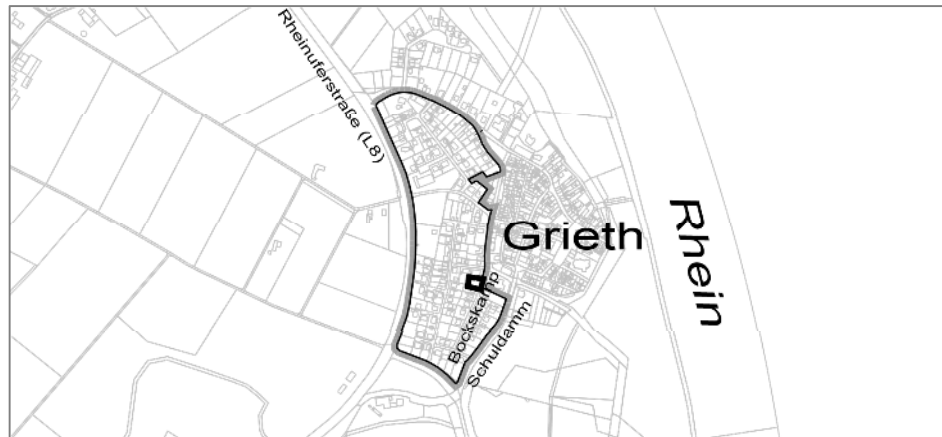 Rheinuferstraße (L8)
Grieth
Rhein
Bockskamp
Schuldamm